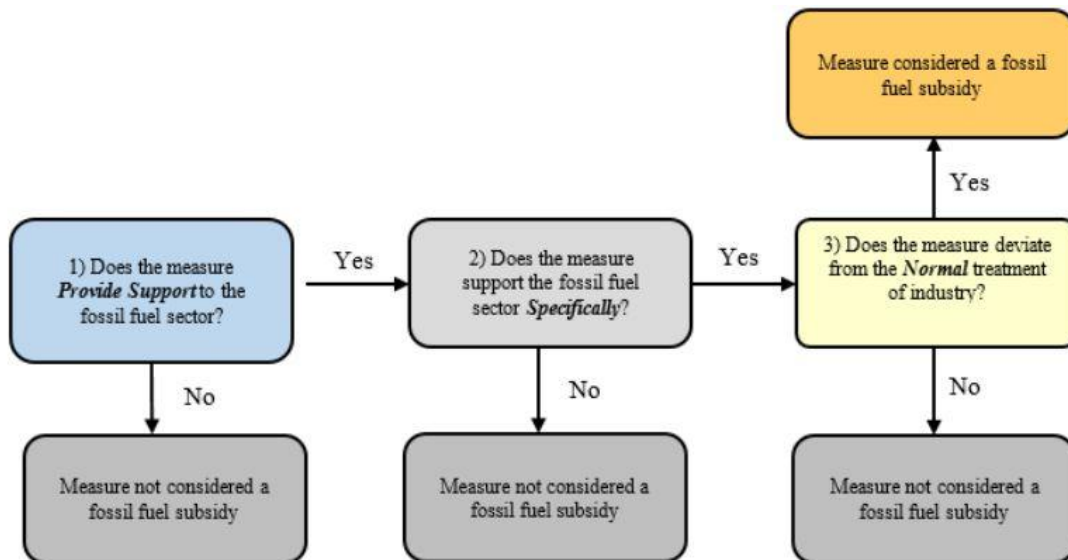 Measure considered a fossil
fuel subsidy
Yes
1) Does the measure
Provide Support to the
fossil fuel sector?
Yes
2) Does the measure
support the fossil fuel
sector Specifically?
Yes
3) Does the measure deviate
from the Normal treatment
of industry?
No
No
No
Measure not considered a
fossil fuel subsidy
Measure not considered a
fossil fuel subsidy
Measure not considered a
fossil fuel subsidy